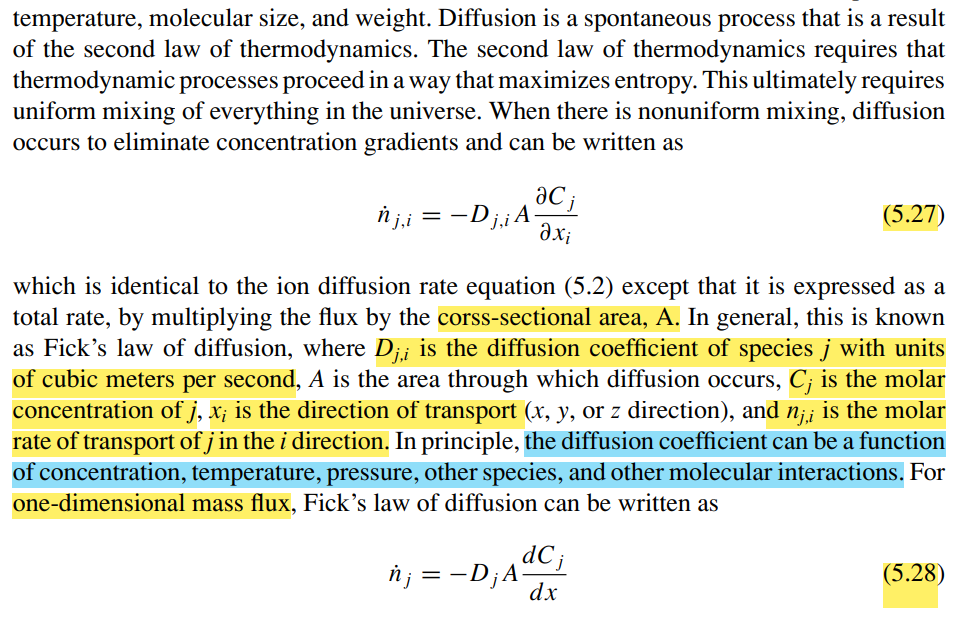 temperature, molecular size, and weight. Diffusion is a spontaneous process that is a result
of the second law of thermodynamics. The second law of thermodynamics requires that
thermodynamic processes proceed in a way that maximizes entropy. This ultimately requires
uniform mixing of everything in the universe. When there is nonuniform mixing, diffusion
occurs to eliminate concentration gradients and can be written as
ṅ_{j,i} = −D_{j,i} A ∂C_j/∂x_i (5.27)
which is identical to the ion diffusion rate equation (5.2) except that it is expressed as a
total rate, by multiplying the flux by the corss-sectional area, A. In general, this is known
as Fick’s law of diffusion, where D_{j,i} is the diffusion coefficient of species j with units
of cubic meters per second, A is the area through which diffusion occurs, C_j is the molar
concentration of j, x_i is the direction of transport (x, y, or z direction), and n_{j,i} is the molar
rate of transport of j in the i direction. In principle, the diffusion coefficient can be a function
of concentration, temperature, pressure, other species, and other molecular interactions. For
one-dimensional mass flux, Fick’s law of diffusion can be written as
ṅ_j = −D_j A dC_j/dx (5.28)